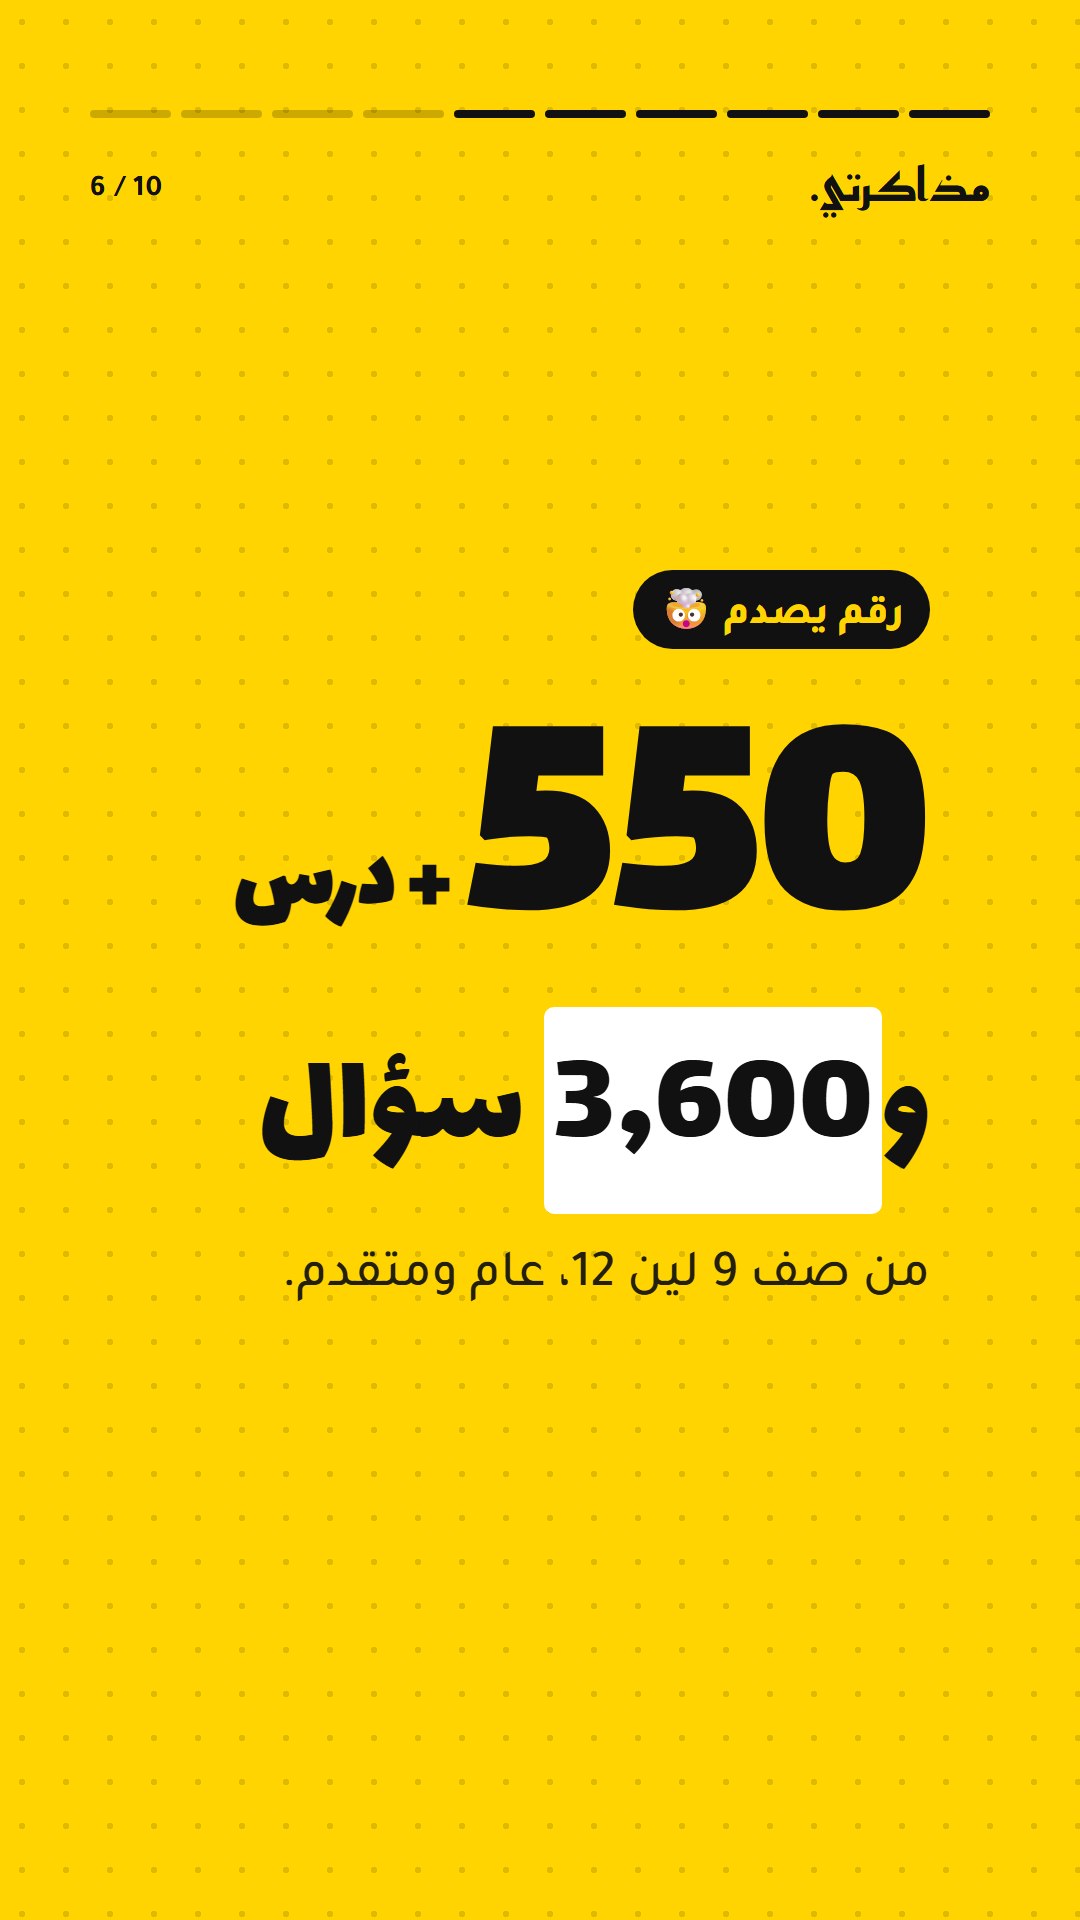 مذاكرتي.
6 / 10
رقم يصدم 🤯
550+ درس
و3,600 سؤال
من صف 9 لين 12، عام ومتقدم.